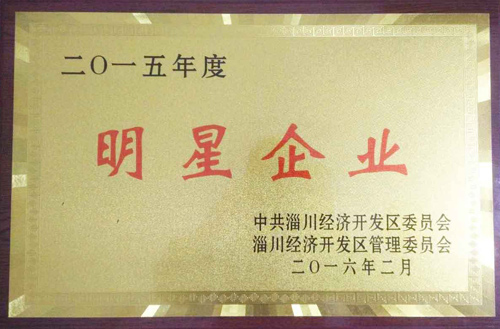 二〇一五年度
明星企业
中共淄川经济开发区委员会
淄川经济开发区管理委员会
二〇一六年二月